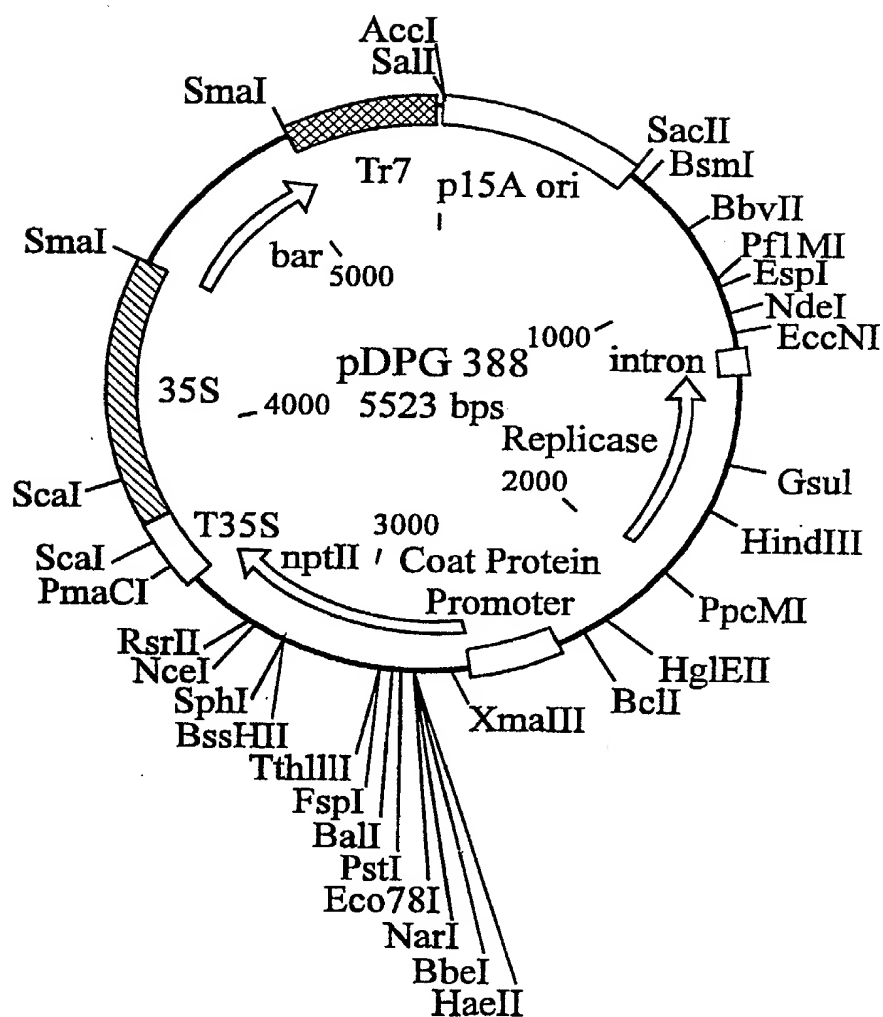 AccI
SalI
SmaI
SacII
BsmI
Tr7
p15A ori
BbvII
SmaI
bar
5000
Pf1MI
EspI
NdeI
EccNI
1000
intron
pDPG 388
5523 bps
35S
4000
Replicase
2000
GsuI
ScaI
HindIII
T35S
3000
ScaI
nptII
Coat Protein
Promoter
PmaCI
PpcMI
RsrII
NceI
HglEII
SphI
BclI
BssHII
XmaIII
Tth111I
FspI
BalI
PstI
Eco78I
NarI
BbeI
HaeII